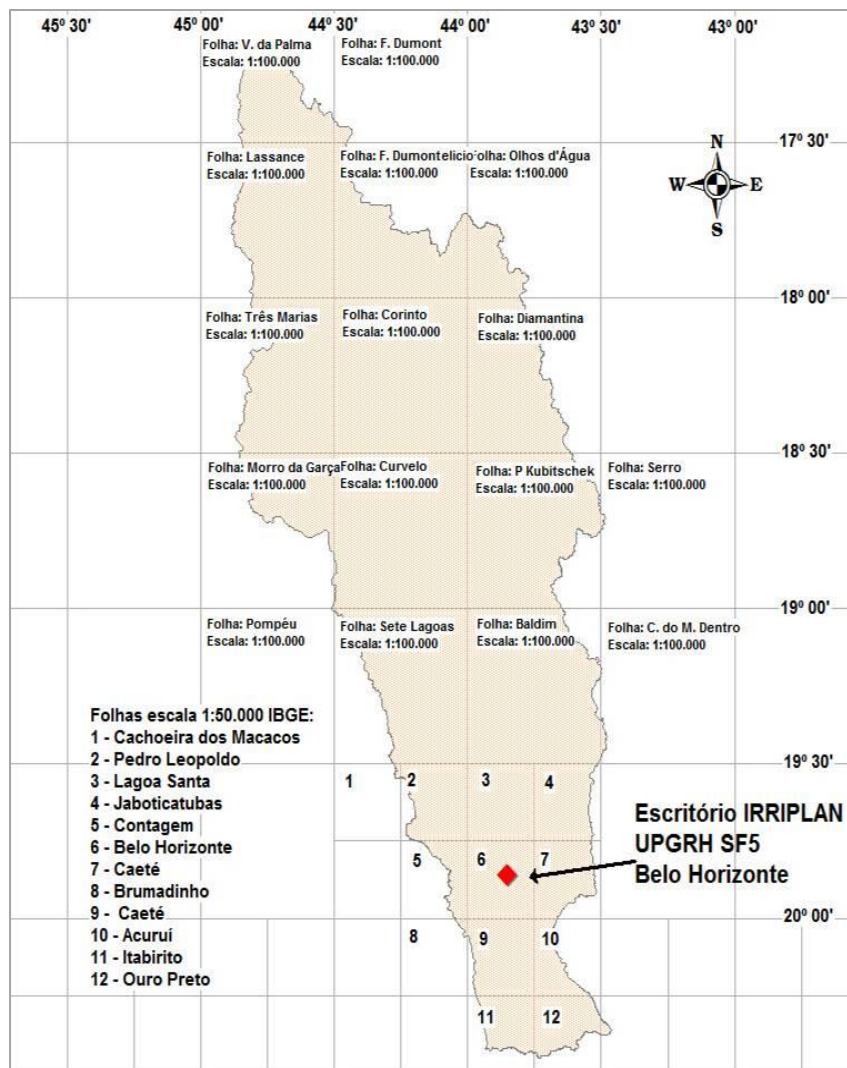 45º 30'
45º 00'
44º 30'
44º 00'
43º 30'
43º 00'
Folha: V. da Palma
Escala: 1:100.000
Folha: F. Dumont
Escala: 1:100.000
17º 30'
N
W
E
S
Folha: Lassance
Escala: 1:100.000
Folha: F. Dumont
Escala: 1:100.000
elicio
Folha: Olhos d'Água
Escala: 1:100.000
18º 00'
Folha: Três Marias
Escala: 1:100.000
Folha: Corinto
Escala: 1:100.000
Folha: Diamantina
Escala: 1:100.000
18º 30'
Folha: Morro da Garça
Escala: 1:100.000
Folha: Curvelo
Escala: 1:100.000
Folha: P Kubitschek
Escala: 1:100.000
Folha: Serro
Escala: 1:100.000
19º 00'
Folha: Pompéu
Escala: 1:100.000
Folha: Sete Lagoas
Escala: 1:100.000
Folha: Baldim
Escala: 1:100.000
Folha: C. do M. Dentro
Escala: 1:100.000
Folhas escala 1:50.000 IBGE:
1 - Cachoeira dos Macacos
2 - Pedro Leopoldo
3 - Lagoa Santa
4 - Jaboticatubas
5 - Contagem
6 - Belo Horizonte
7 - Caeté
8 - Brumadinho
9 - Caeté
10 - Acuruí
11 - Itabirito
12 - Ouro Preto
19º 30'
1
2
3
4
Escritório IRRIPLAN
UPGRH SF5
Belo Horizonte
5
6
7
20º 00'
8
9
10
11
12